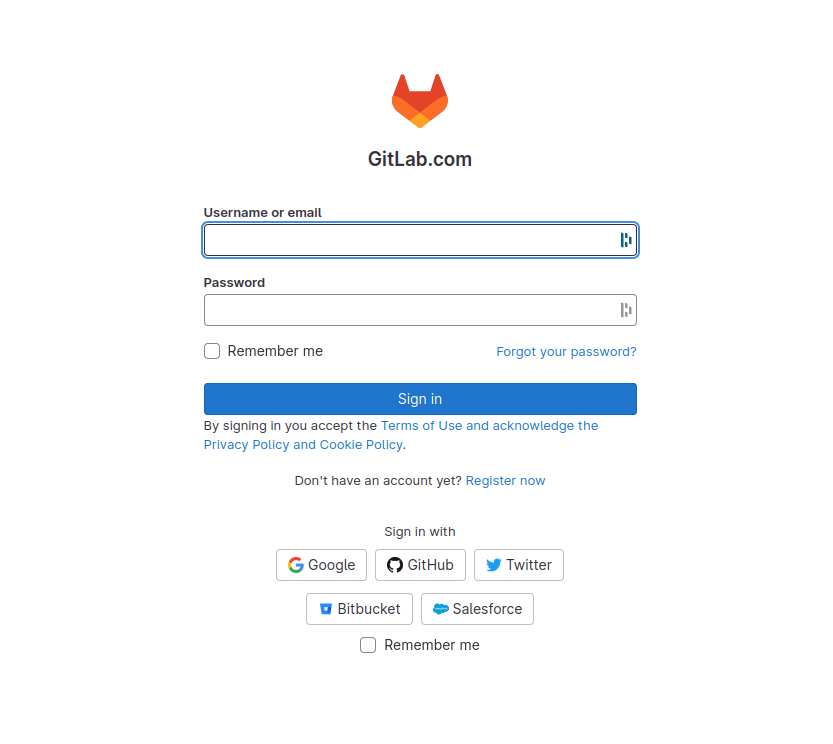 GitLab.com
Username or email
Password
Remember me
Forgot your password?
Sign in
By signing in you accept the Terms of Use and acknowledge the
Privacy Policy and Cookie Policy.
Don't have an account yet? Register now
Sign in with
Google
GitHub
Twitter
Bitbucket
Salesforce
Remember me